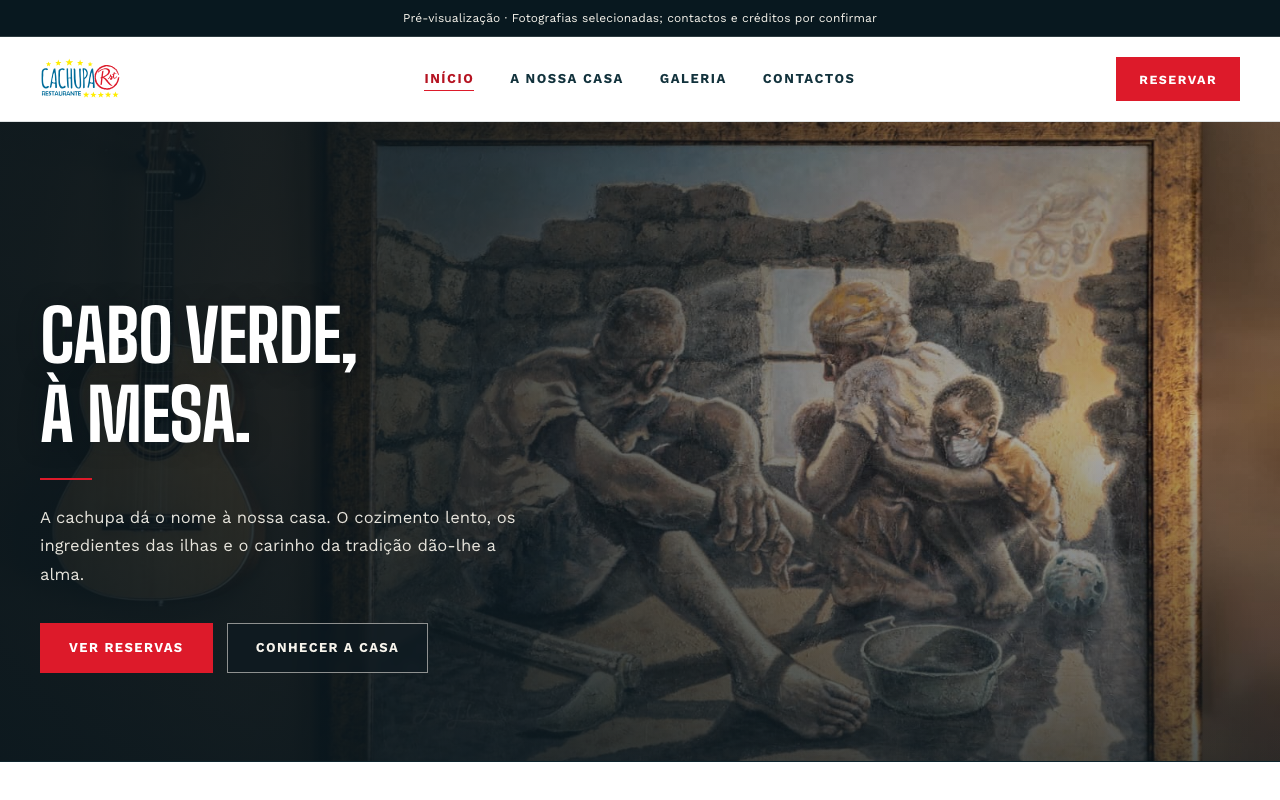 Pré-visualização · Fotografias selecionadas; contactos e créditos por confirmar
CACHUPA Rst
RESTAURANTE
INÍCIO
A NOSSA CASA
GALERIA
CONTACTOS
RESERVAR
CABO VERDE,
À MESA.
A cachupa dá o nome à nossa casa. O cozimento lento, os
ingredientes das ilhas e o carinho da tradição dão-lhe a
alma.
VER RESERVAS
CONHECER A CASA